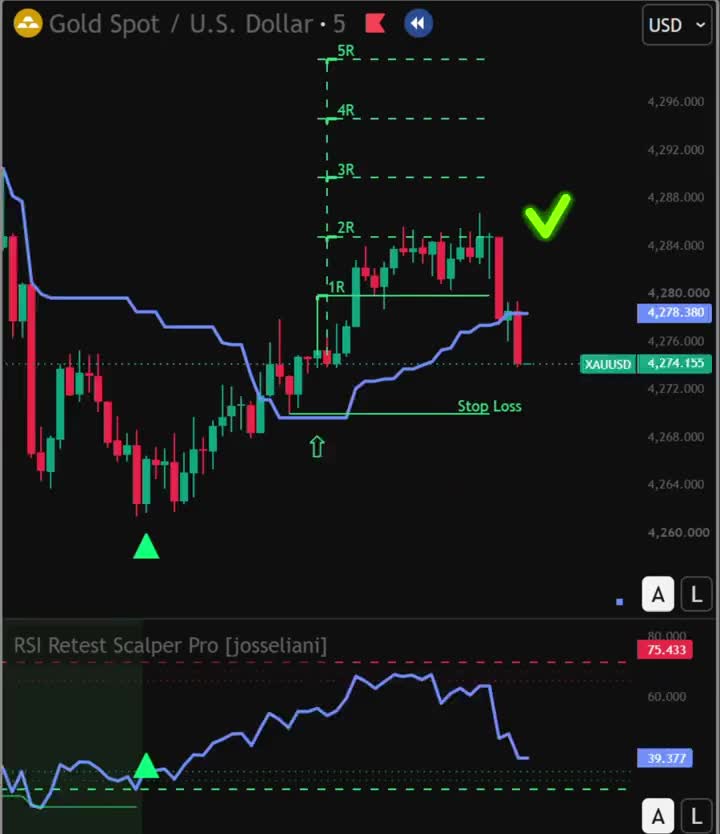 Gold Spot / U.S. Dollar · 5
USD
5R
4R
3R
2R
1R
Stop Loss
4,296.000
4,292.000
4,288.000
4,284.000
4,280.000
4,278.380
4,276.000
XAUUSD 4,274.155
4,272.000
4,268.000
4,264.000
4,260.000
A L
RSI Retest Scalper Pro [josseliani]
80.000
75.433
60.000
39.377
A L